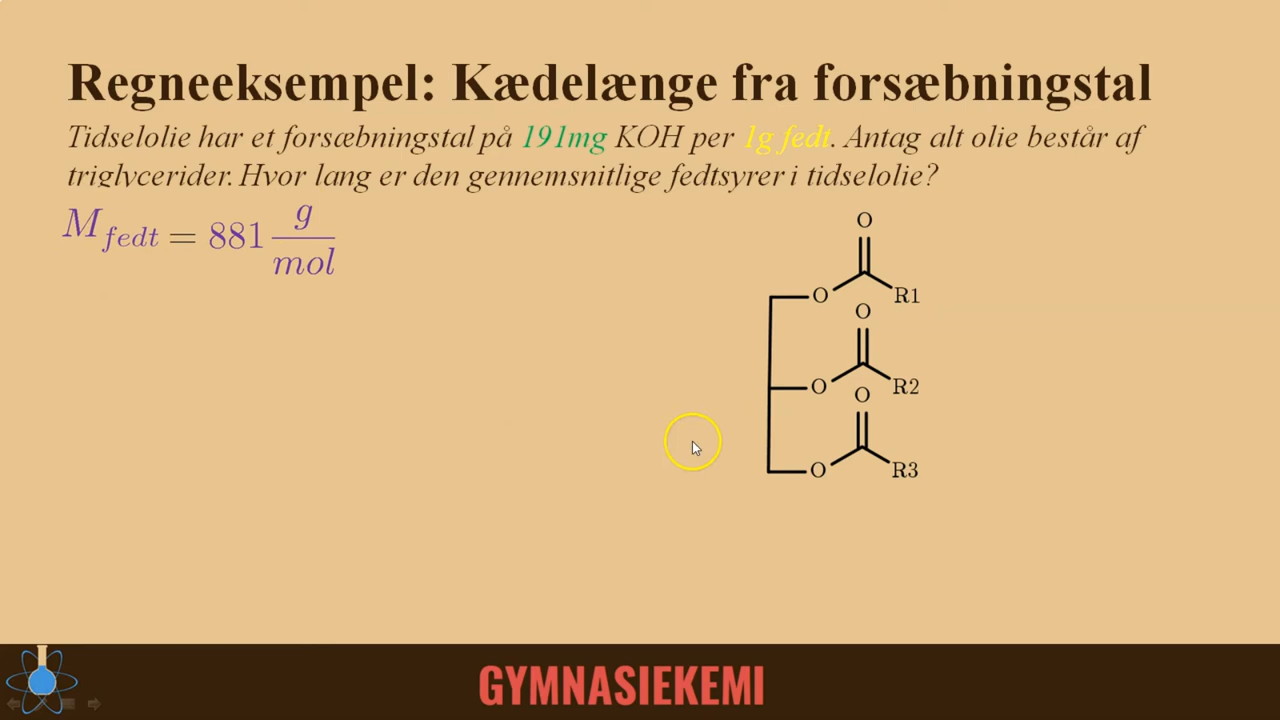 Regneeksempel: Kædelænge fra forsæbningstal
Tidselolie har et forsæbningstal på 191mg KOH per 1g fedt. Antag alt olie består af
triglycerider. Hvor lang er den gennemsnitlige fedtsyrer i tidselolie?
M_fedt = 881 g/mol
O
O R1
O
O R2
O
O R3
GYMNASIEKEMI